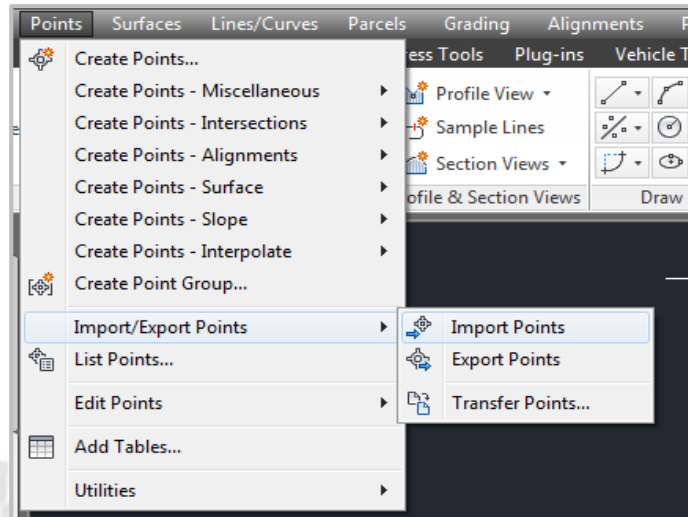 Points Surfaces Lines/Curves Parcels Grading Alignments
Tools Plug-ins Vehicle
Create Points...
Create Points - Miscellaneous
Profile View
Create Points - Intersections
Sample Lines
Create Points - Alignments
Section Views
Create Points - Surface
& Section Views Draw
Create Points - Slope
Create Points - Interpolate
Create Point Group...
Import/Export Points
Import Points
List Points...
Export Points
Edit Points
Transfer Points...
Add Tables...
Utilities